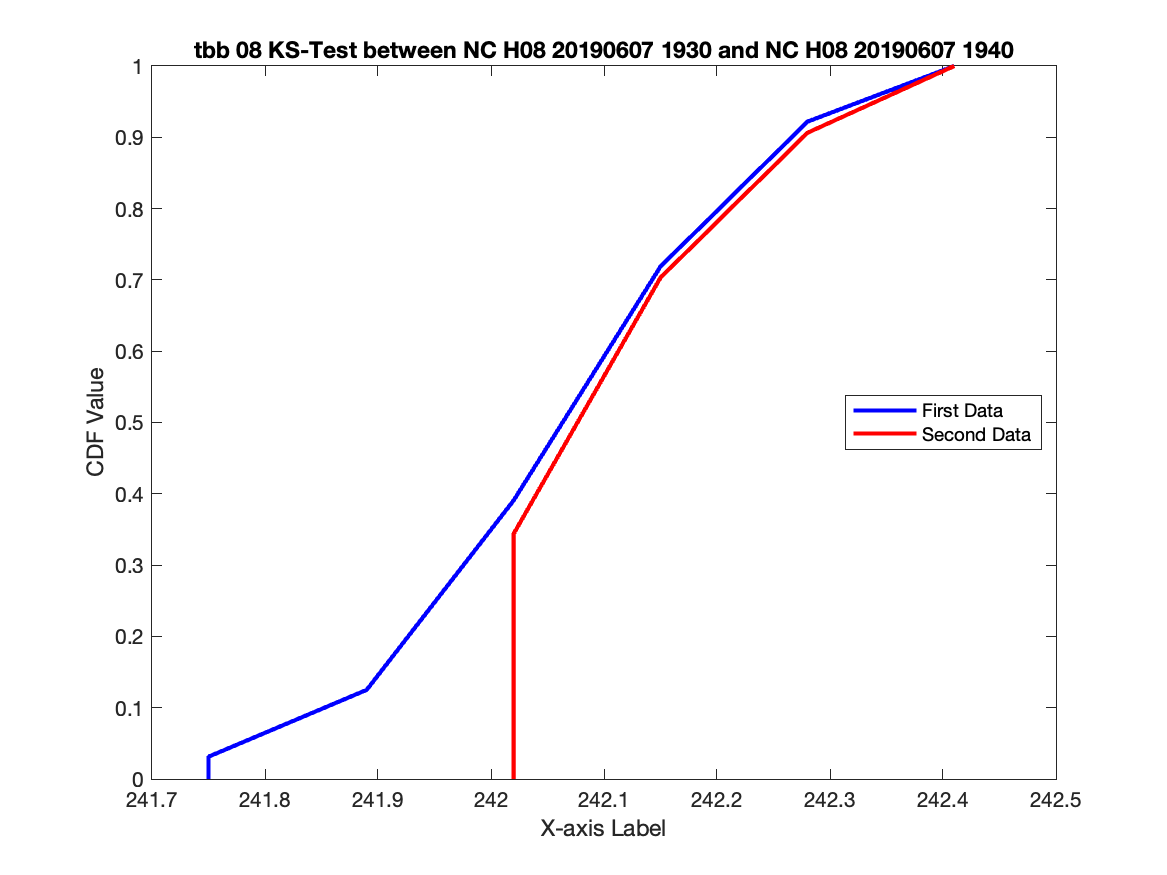 tbb 08 KS-Test between NC H08 20190607 1930 and NC H08 20190607 1940
1
0.9
0.8
0.7
0.6
0.5
0.4
0.3
0.2
0.1
0
CDF Value
First Data
Second Data
241.7 241.8 241.9 242 242.1 242.2 242.3 242.4 242.5
X-axis Label